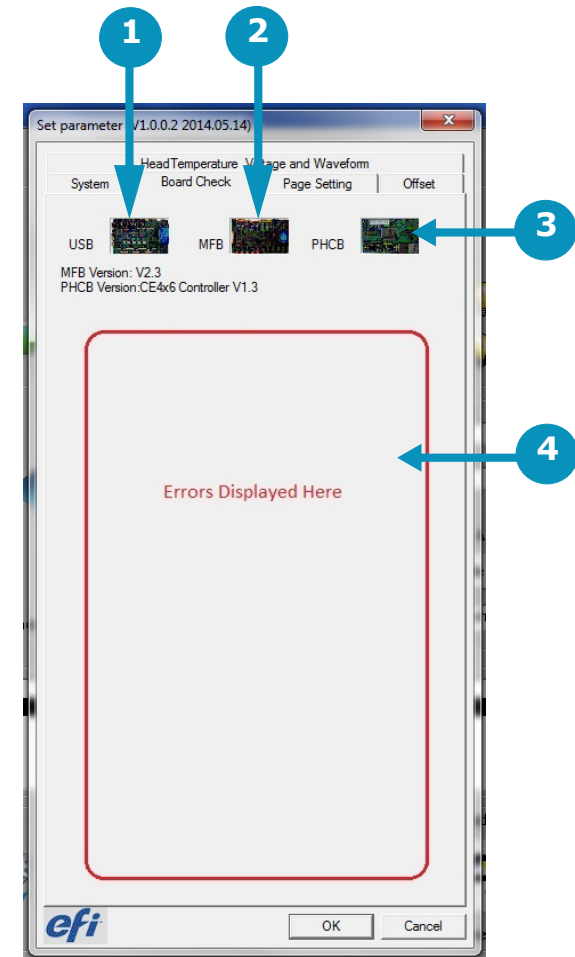 1
2
Set parameter (V1.0.0.2 2014.05.14)
HeadTemperature Voltage and Waveform
System Board Check Page Setting Offset
3
USB MFB PHCB
MFB Version: V2.3
PHCB Version:CE4x6 Controller V1.3
4
Errors Displayed Here
efi
OK Cancel